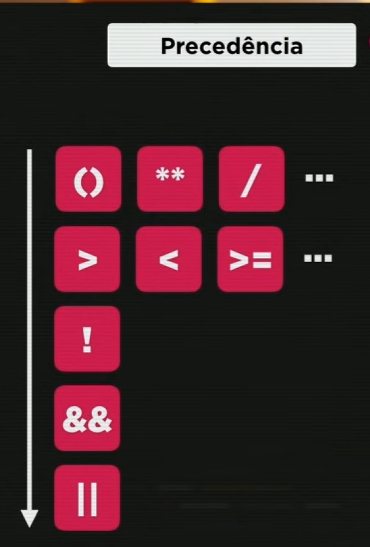 Precedência
() ** / ...
> < >= ...
!
&&
||